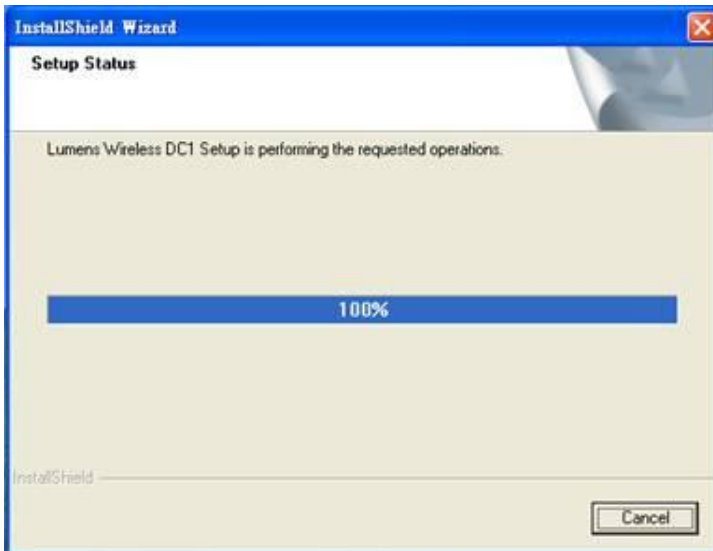 InstallShield Wizard
Setup Status
Lumens Wireless DC1 Setup is performing the requested operations.
100%
InstallShield
Cancel